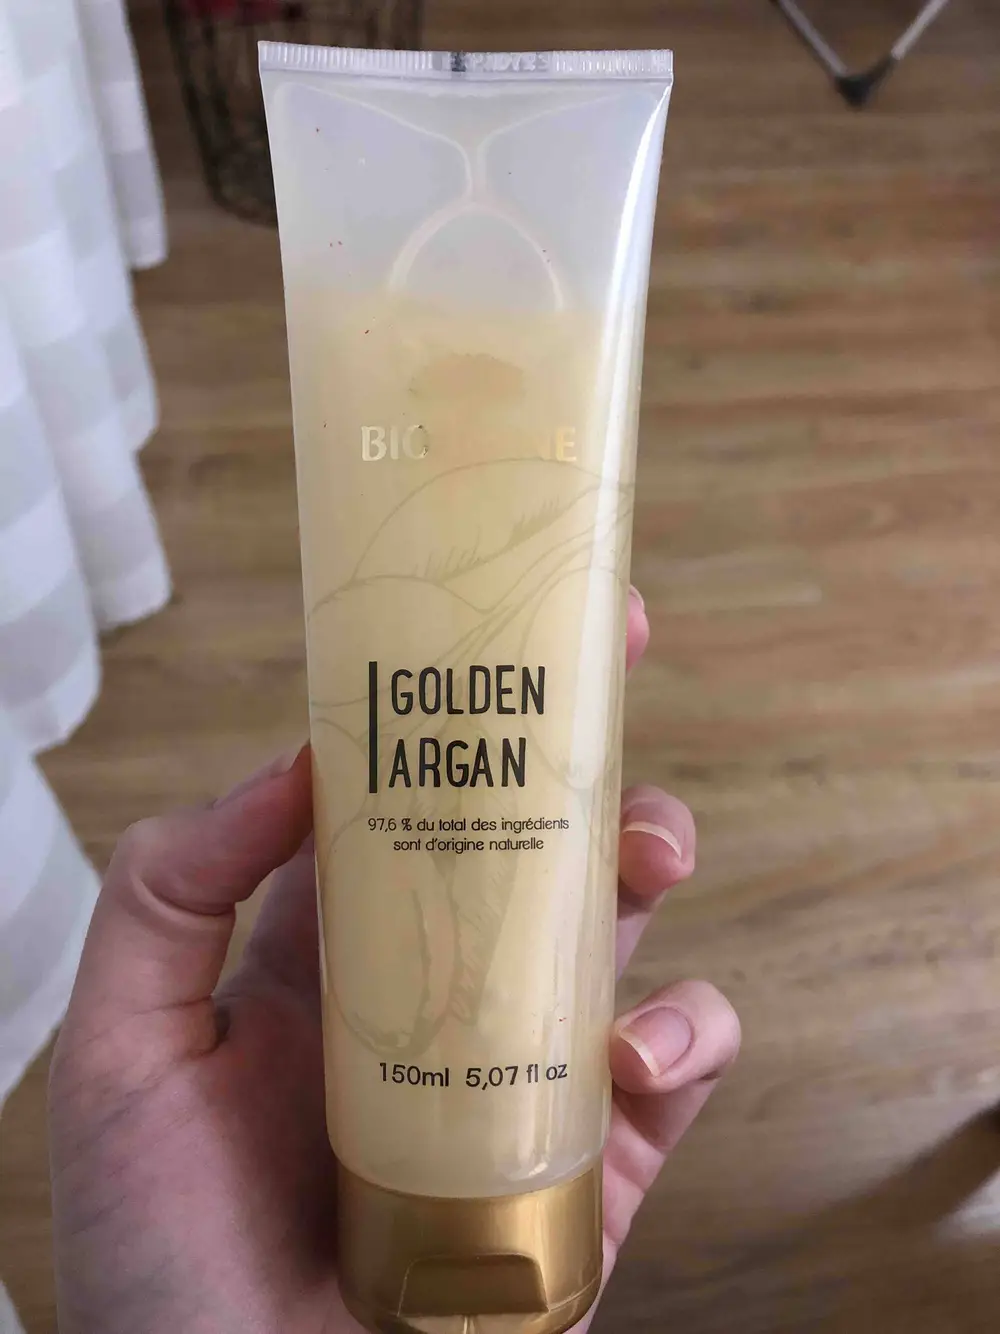 GOLDEN
ARGAN
97,6 % du total des ingrédients
sont d'origine naturelle
150ml 5,07 fl oz